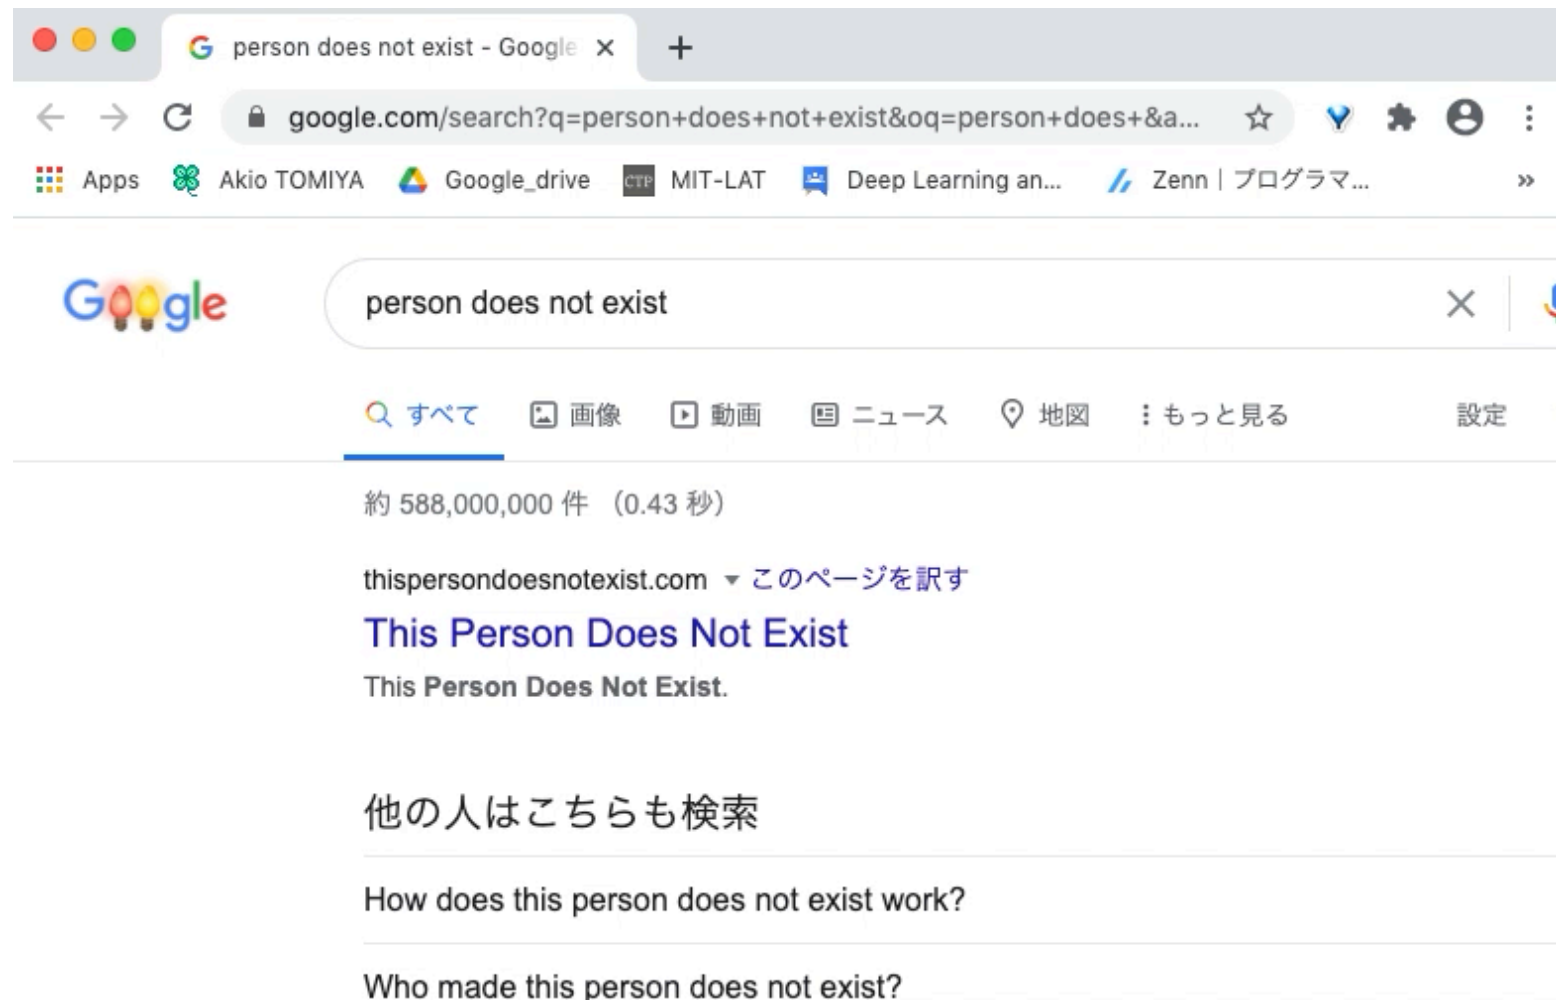 person does not exist - Google
google.com/search?q=person+does+not+exist&oq=person+does+&a...
Apps Akio TOMIYA Google_drive CTP MIT-LAT Deep Learning an... Zenn｜プログラマ... »
Google person does not exist
すべて 画像 動画 ニュース 地図 もっと見る 設定
約 588,000,000 件 （0.43 秒）
thispersondoesnotexist.com このページを訳す
This Person Does Not Exist
This Person Does Not Exist.
他の人はこちらも検索
How does this person does not exist work?
Who made this person does not exist?